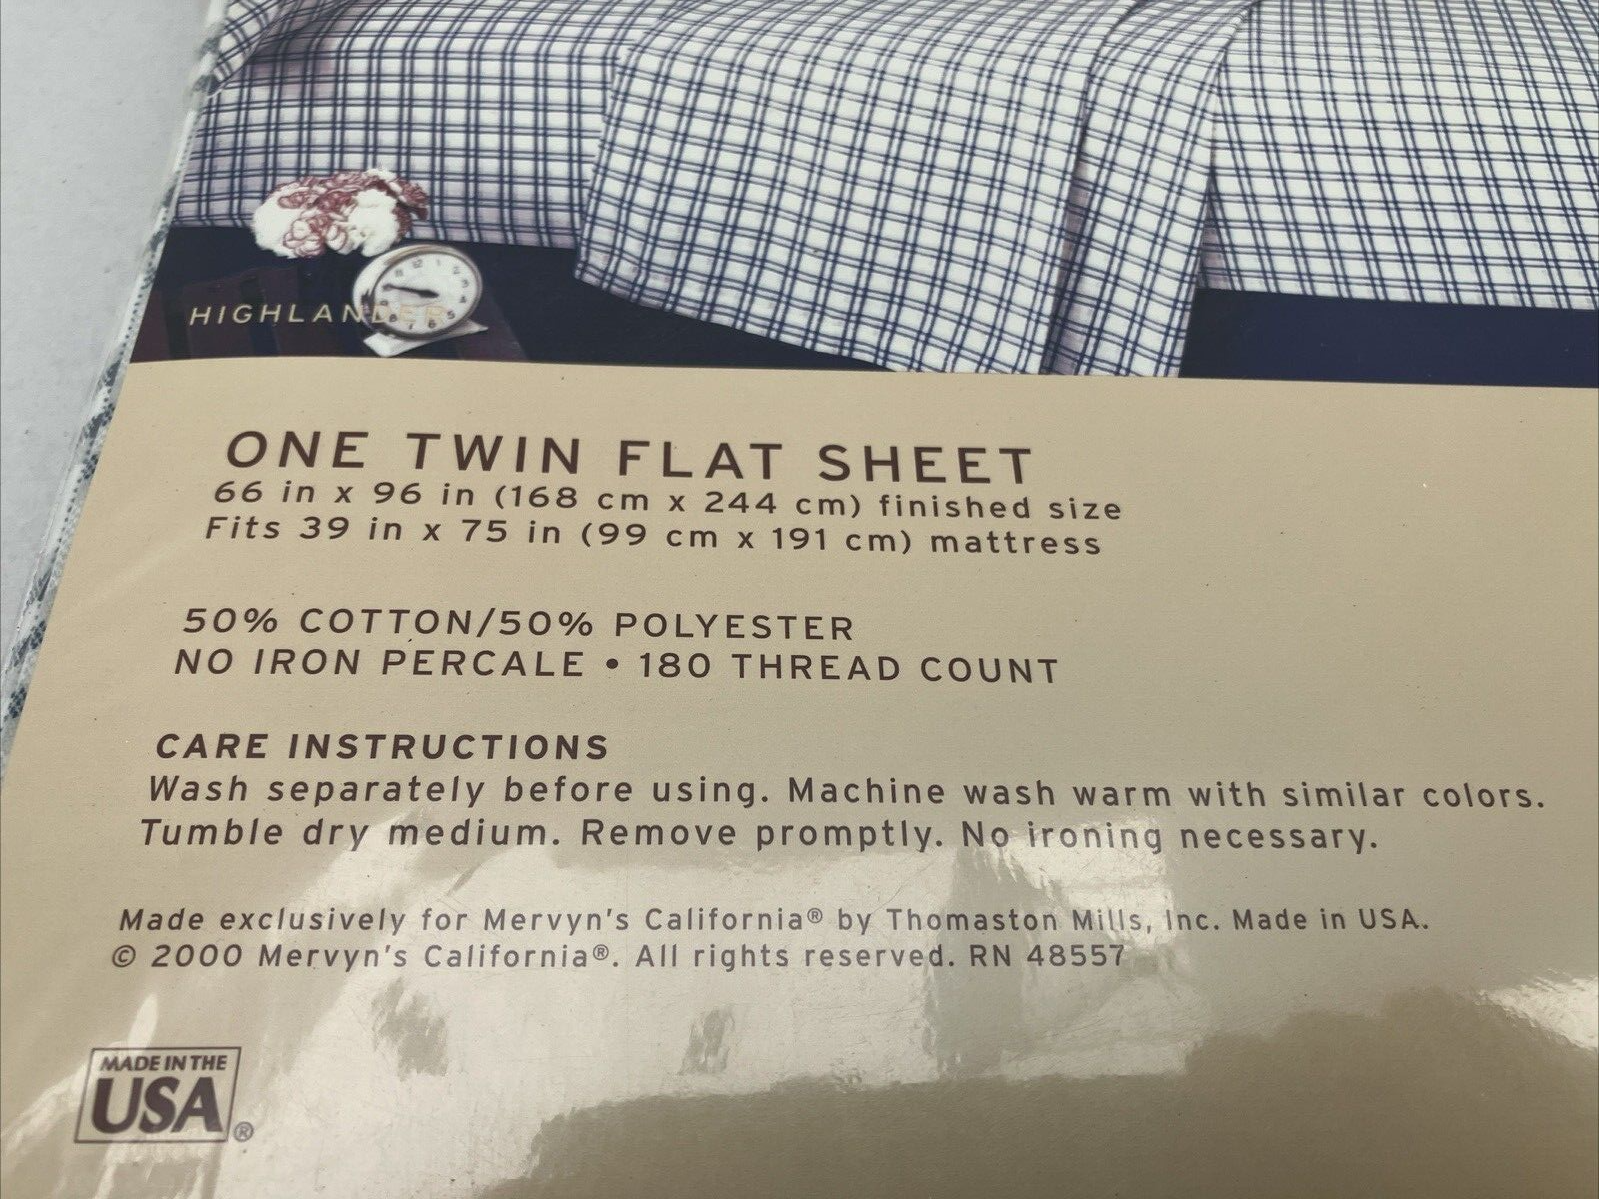 HIGHLANDER
ONE TWIN FLAT SHEET
66 in x 96 in (168 cm x 244 cm) finished size
Fits 39 in x 75 in (99 cm x 191 cm) mattress
50% COTTON/50% POLYESTER
NO IRON PERCALE • 180 THREAD COUNT
CARE INSTRUCTIONS
Wash separately before using. Machine wash warm with similar colors.
Tumble dry medium. Remove promptly. No ironing necessary.
Made exclusively for Mervyn's California® by Thomaston Mills, Inc. Made in USA.
© 2000 Mervyn's California®. All rights reserved. RN 48557
MADE IN THE
USA®